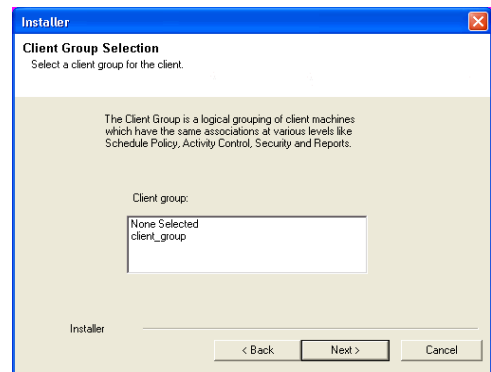 Installer
Client Group Selection
Select a client group for the client.
The Client Group is a logical grouping of client machines
which have the same associations at various levels like
Schedule Policy, Activity Control, Security and Reports.
Client group:
None Selected
client_group
Installer
< Back
Next >
Cancel